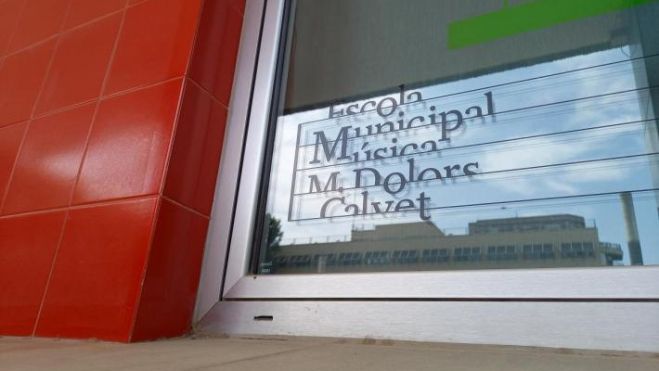 Escola
Municipal
Música
M. Dolors
Calvet